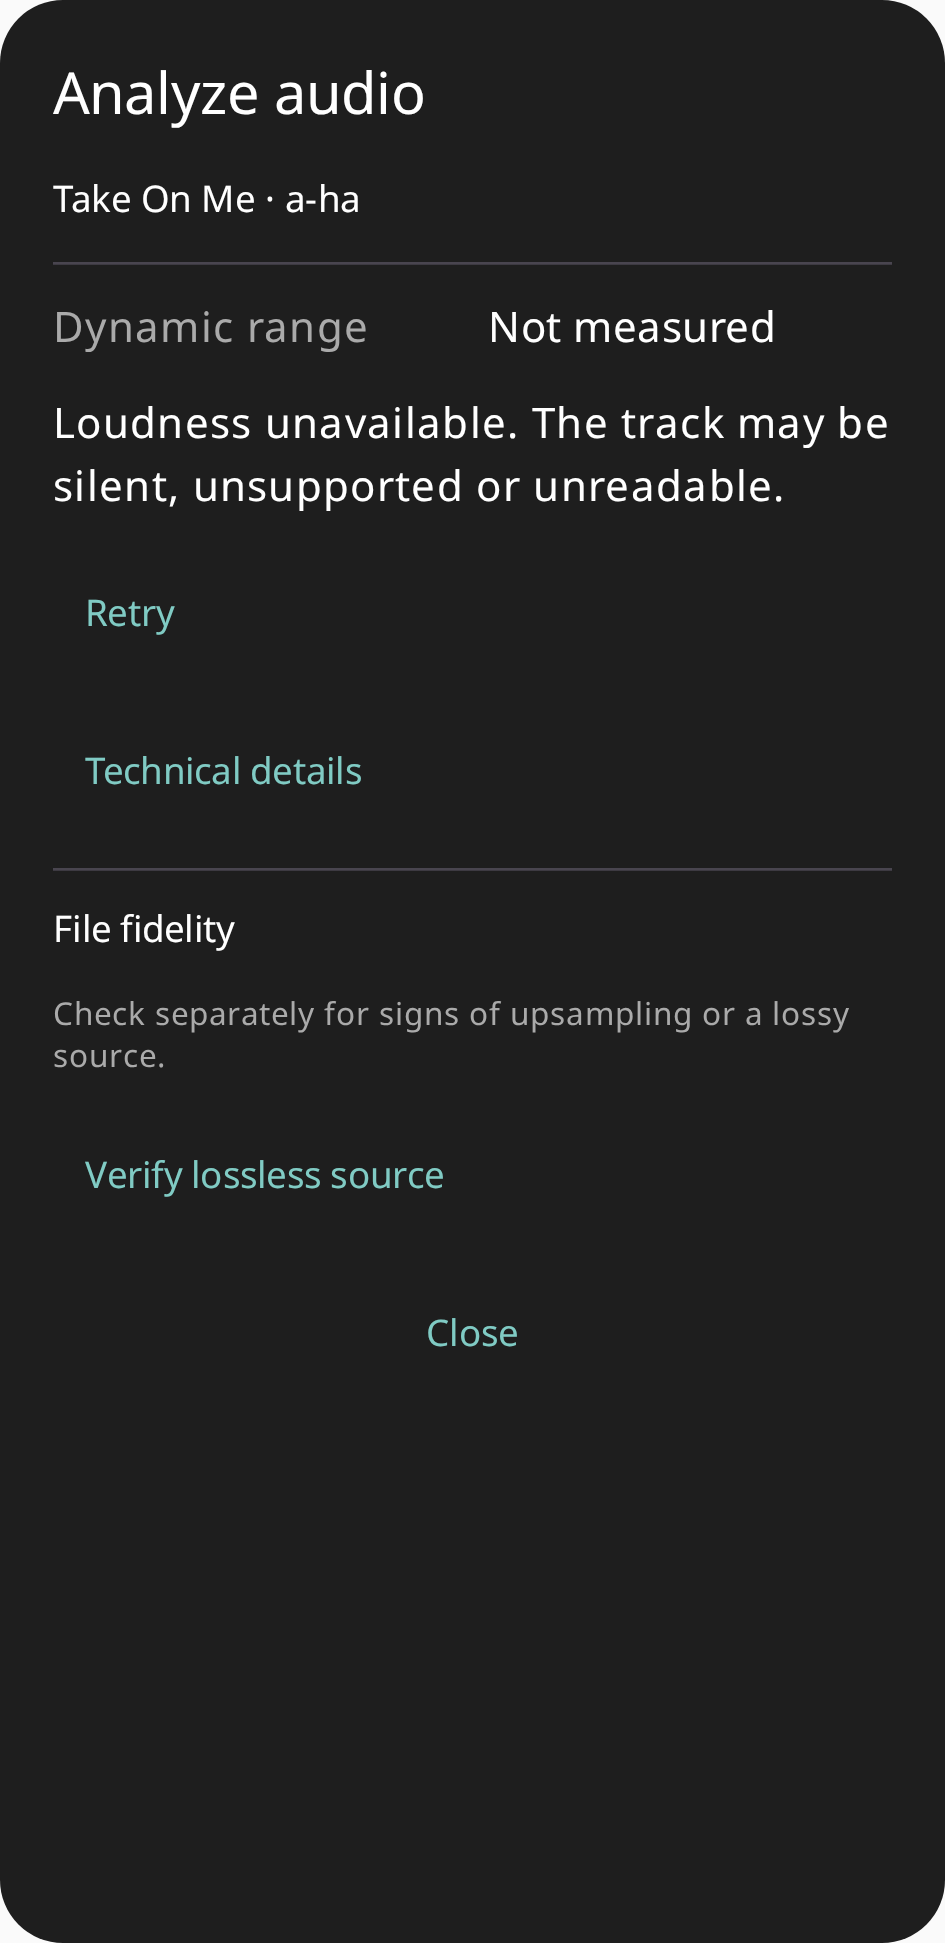 Analyze audio
Take On Me · a-ha
Dynamic range Not measured
Loudness unavailable. The track may be
silent, unsupported or unreadable.
Retry
Technical details
File fidelity
Check separately for signs of upsampling or a lossy
source.
Verify lossless source
Close